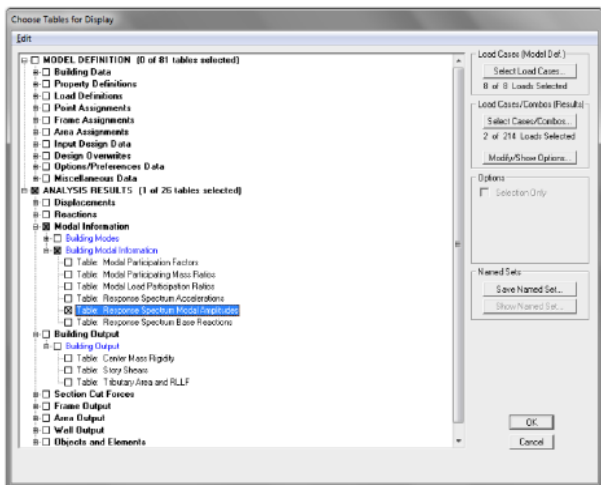 Choose Tables for Display
Edit
MODEL DEFINITION (0 of 81 tables selected)
Building Data
Property Definitions
Load Definitions
Point Assignments
Frame Assignments
Area Assignments
Input Design Data
Design Overwrites
Options/Preferences Data
Miscellaneous Data
ANALYSIS RESULTS (1 of 26 tables selected)
Displacements
Reactions
Modal Information
Building Modes
Building Modal Information
Table: Modal Participation Factors
Table: Modal Participating Mass Ratios
Table: Modal Load Participation Ratios
Table: Response Spectrum Accelerations
Table: Response Spectrum Modal Amplitudes
Table: Response Spectrum Base Reactions
Building Output
Building Output
Table: Center Mass Rigidity
Table: Story Shears
Table: Tributary Area and RLLF
Section Cut Forces
Frame Output
Area Output
Wall Output
Objects and Elements
Load Cases (Model Def.)
Select Load Cases...
8 of 8 Loads Selected
Load Cases/Combos (Results)
Select Cases/Combos...
2 of 214 Loads Selected
Modify/Show Options...
Options
Selection Only
Named Sets
Save Named Set...
Show Named Set...
OK
Cancel